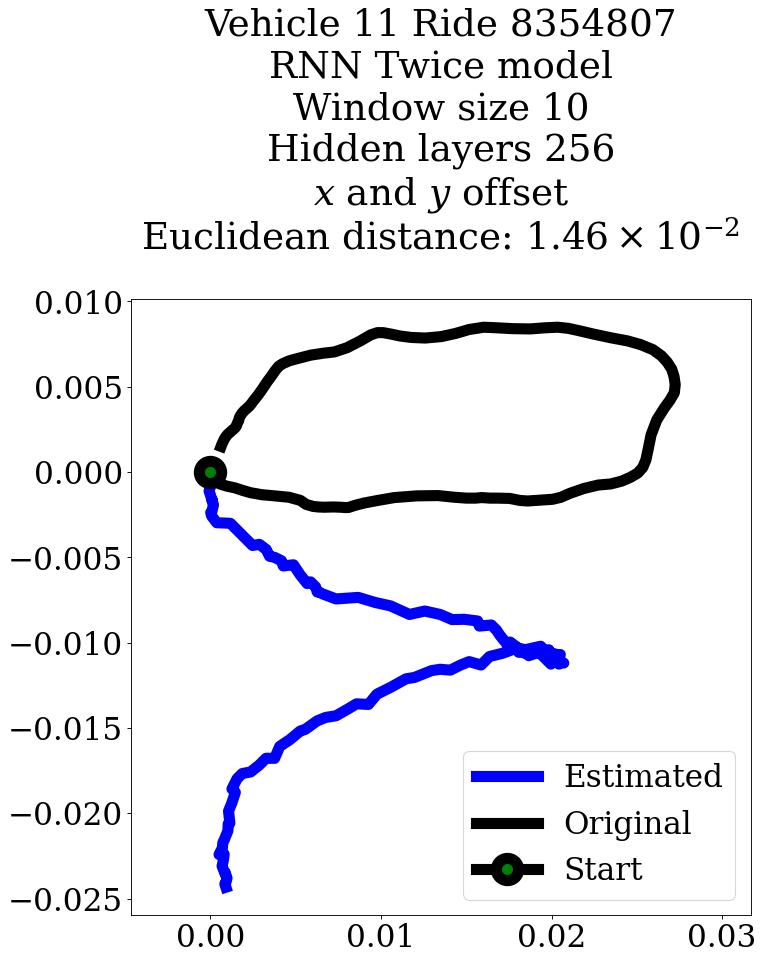 Vehicle 11 Ride 8354807
RNN Twice model
Window size 10
Hidden layers 256
x and y offset
Euclidean distance: 1.46 × 10⁻²
0.010
0.005
0.000
−0.005
−0.010
−0.015
−0.020
−0.025
Estimated
Original
Start
0.00 0.01 0.02 0.03